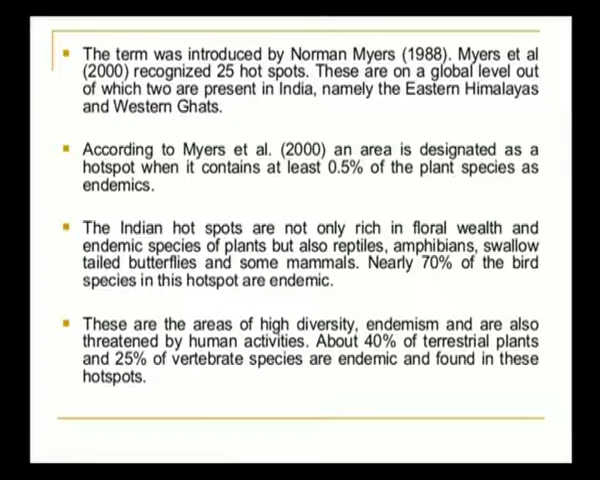 The term was introduced by Norman Myers (1988). Myers et al
(2000) recognized 25 hot spots. These are on a global level out
of which two are present in India, namely the Eastern Himalayas
and Western Ghats.
According to Myers et al. (2000) an area is designated as a
hotspot when it contains at least 0.5% of the plant species as
endemics.
The Indian hot spots are not only rich in floral wealth and
endemic species of plants but also reptiles, amphibians, swallow
tailed butterflies and some mammals. Nearly 70% of the bird
species in this hotspot are endemic.
These are the areas of high diversity, endemism and are also
threatened by human activities. About 40% of terrestrial plants
and 25% of vertebrate species are endemic and found in these
hotspots.